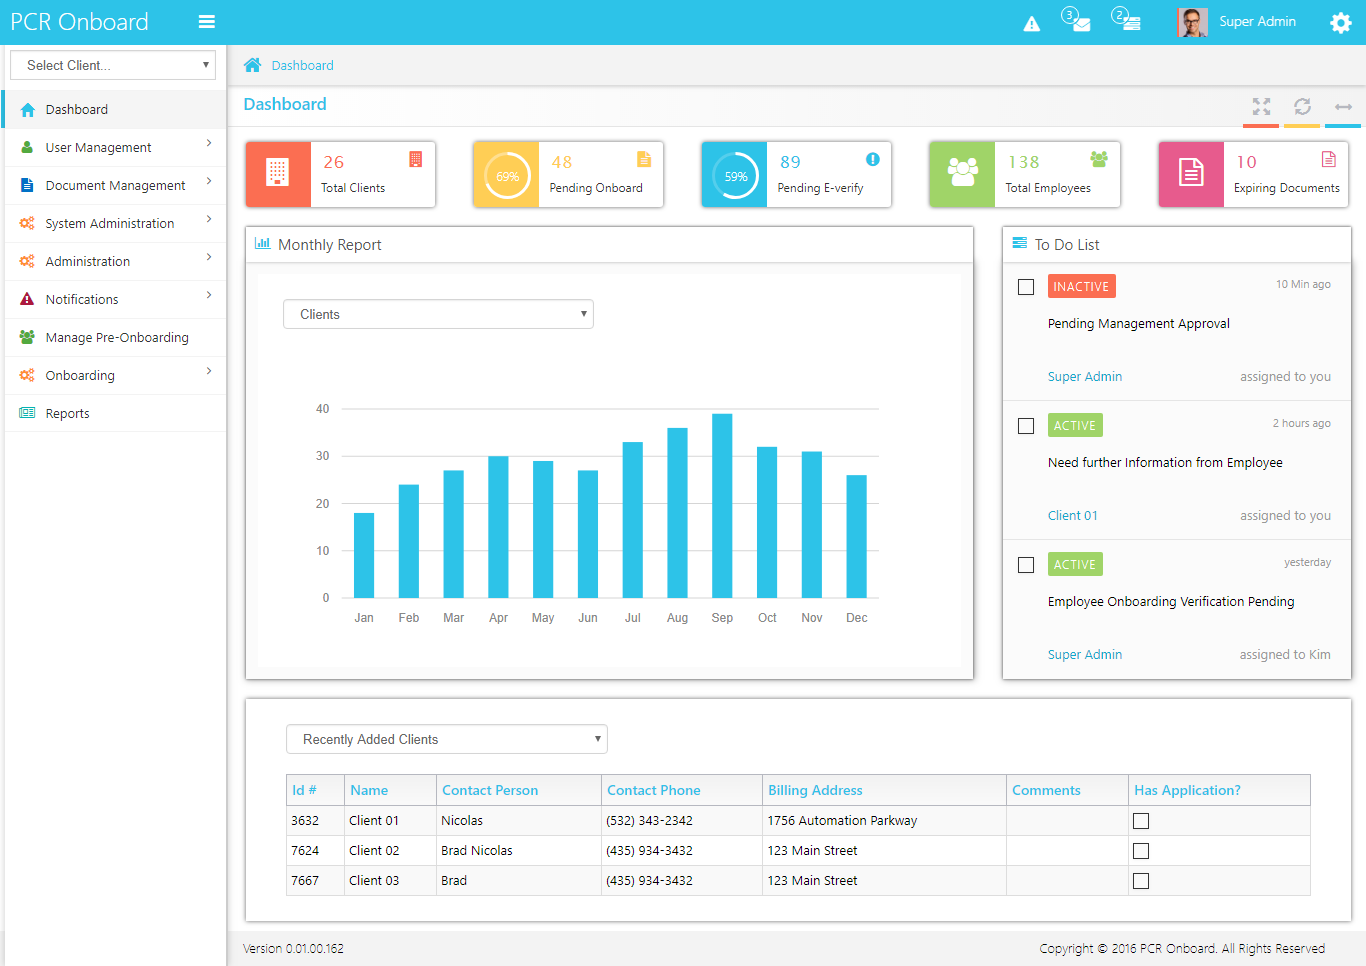 PCR Onboard
3
2
Super Admin
Select Client...
Dashboard
User Management
Document Management
System Administration
Administration
Notifications
Manage Pre-Onboarding
Onboarding
Reports
Dashboard
Dashboard
26
Total Clients
69%
48
Pending Onboard
59%
89
Pending E-verify
138
Total Employees
10
Expiring Documents
Monthly Report
Clients
40
30
20
10
0
Jan Feb Mar Apr May Jun Jul Aug Sep Oct Nov Dec
To Do List
INACTIVE 10 Min ago
Pending Management Approval
Super Admin assigned to you
ACTIVE 2 hours ago
Need further Information from Employee
Client 01 assigned to you
ACTIVE yesterday
Employee Onboarding Verification Pending
Super Admin assigned to Kim
Recently Added Clients
Id # Name Contact Person Contact Phone Billing Address Comments Has Application?
3632 Client 01 Nicolas (532) 343-2342 1756 Automation Parkway
7624 Client 02 Brad Nicolas (435) 934-3432 123 Main Street
7667 Client 03 Brad (435) 934-3432 123 Main Street
Version 0.01.00.162
Copyright © 2016 PCR Onboard. All Rights Reserved